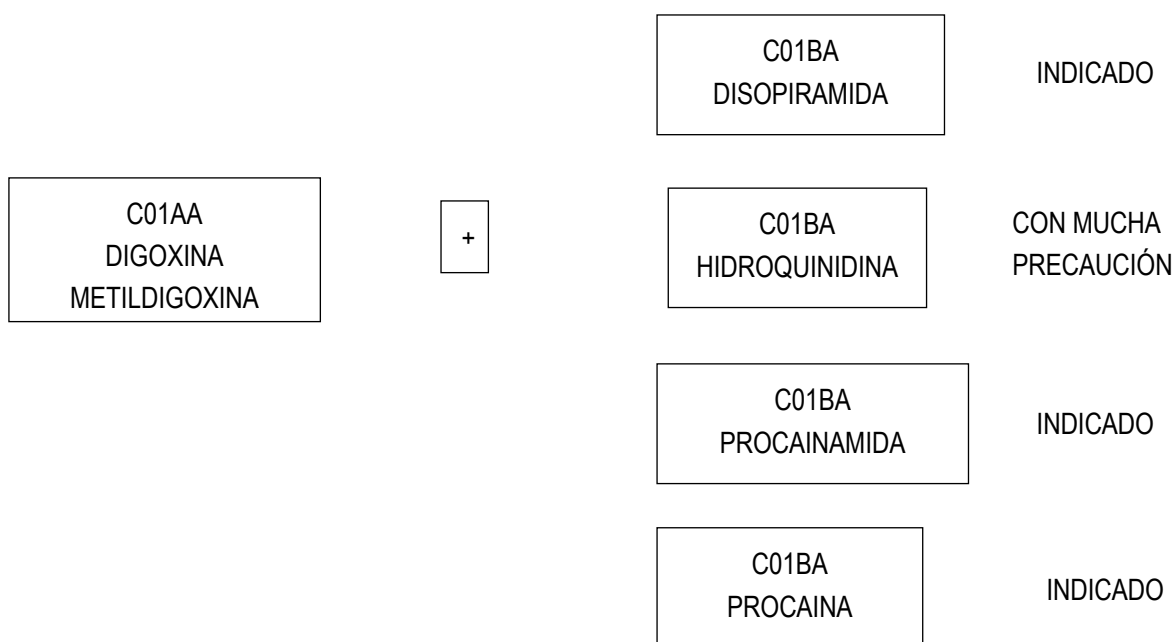 C01BA
DISOPIRAMIDA
INDICADO
C01AA
DIGOXINA
METILDIGOXINA
+
C01BA
HIDROQUINIDINA
CON MUCHA
PRECAUCIÓN
C01BA
PROCAINAMIDA
INDICADO
C01BA
PROCAINA
INDICADO